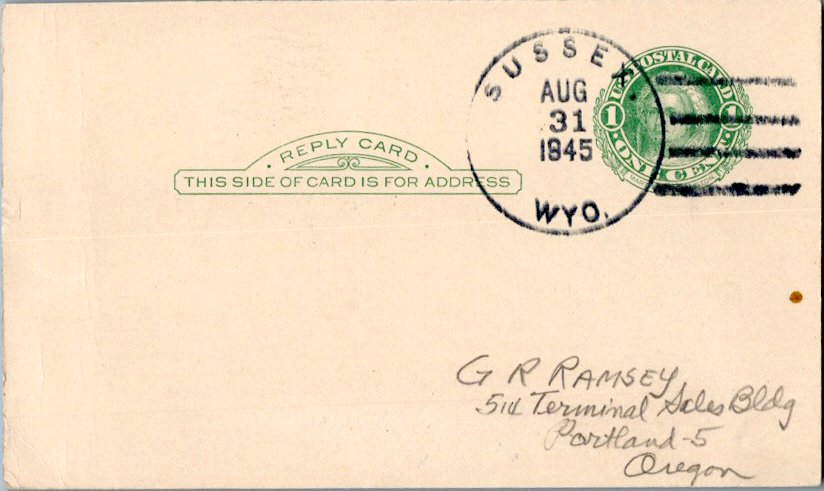 SUSSEX.
AUG
31
1945
WYO.
U.S. POSTAL CARD
1 1
ONE CENT
REPLY CARD
THIS SIDE OF CARD IS FOR ADDRESS
G R RAMSEY
514 Terminal Sales Bldg
Portland-5
Oregon